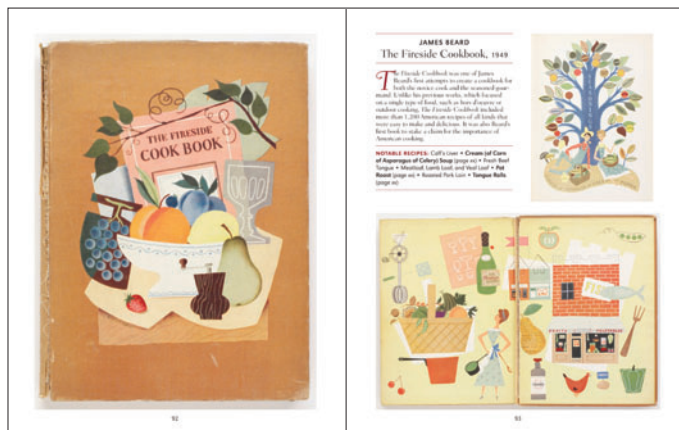 THE FIRESIDE
COOK BOOK
92
JAMES BEARD
The Fireside Cookbook, 1949
The Fireside Cookbook was one of James
Beard's first attempts to create a cookbook for
both the novice cook and the seasoned gour-
mand. Unlike his previous works, which focused
on a single type of food, such as hors d'oeuvre or
outdoor cooking, The Fireside Cookbook included
more than 1,200 American recipes of all kinds that
were easy to make and delicious. It was also Beard's
first book to stake a claim for the importance of
American cooking.
NOTABLE RECIPES: Calf's Liver • Cream (of Corn
of Asparagus of Celery) Soup (page xx) • Fresh Beef
Tongue • Meatloaf, Lamb Loaf, and Veal Loaf • Pot
Roast (page xx) • Roasted Pork Loin • Tongue Rolls
(page xx)
FISH
93